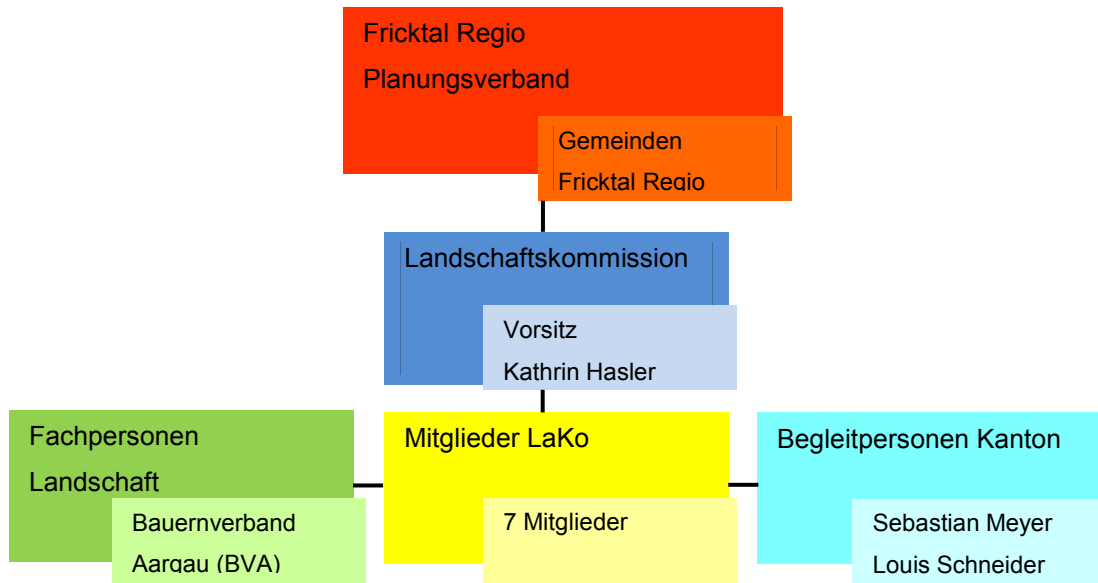 Fricktal Regio
Planungsverband
Gemeinden
Fricktal Regio
Landschaftskommission
Vorsitz
Kathrin Hasler
Fachpersonen
Landschaft
Bauernverband
Aargau (BVA)
Mitglieder LaKo
7 Mitglieder
Begleitpersonen Kanton
Sebastian Meyer
Louis Schneider